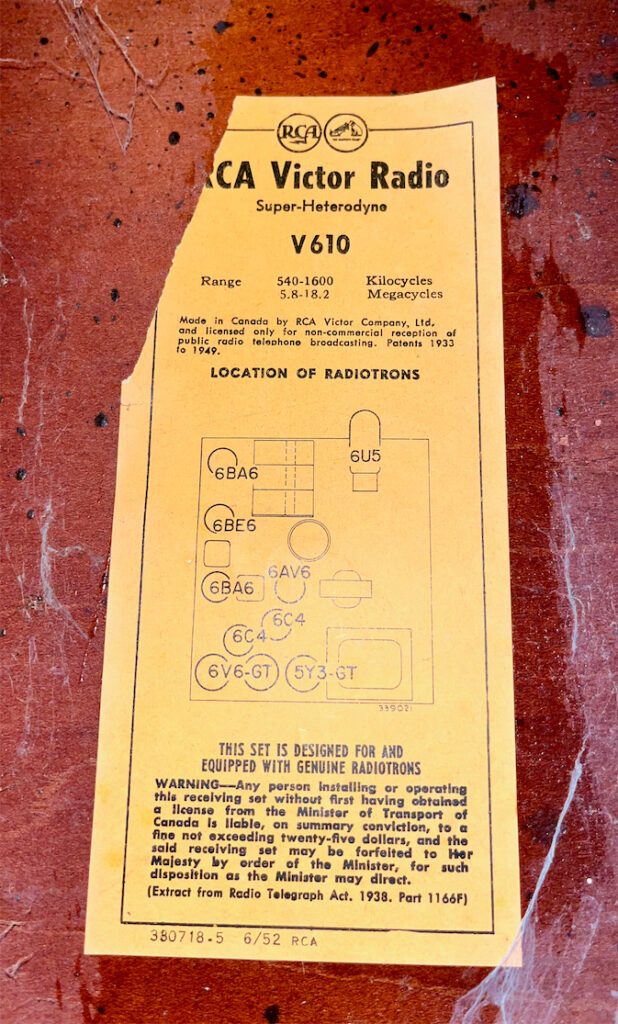 RCA
"HIS MASTER'S VOICE"
RCA Victor Radio
Super-Heterodyne
V610
Range 540-1600 Kilocycles
5.8-18.2 Megacycles
Made in Canada by RCA Victor Company, Ltd.
and licensed only for non-commercial reception of
public radio telephone broadcasting. Patents 1933
to 1949.
LOCATION OF RADIOTRONS
6U5
6BA6
6BE6
6AV6
6BA6
6C4
6C4
6V6-GT 5Y3-GT
339021
THIS SET IS DESIGNED FOR AND
EQUIPPED WITH GENUINE RADIOTRONS
WARNING—Any person installing or operating
this receiving set without first having obtained
a license from the Minister of Transport of
Canada is liable, on summary conviction, to a
fine not exceeding twenty-five dollars, and the
said receiving set may be forfeited to Her
Majesty by order of the Minister, for such
disposition as the Minister may direct.
(Extract from Radio Telegraph Act. 1938. Part 1166F)
330718-5 6/52 RCA